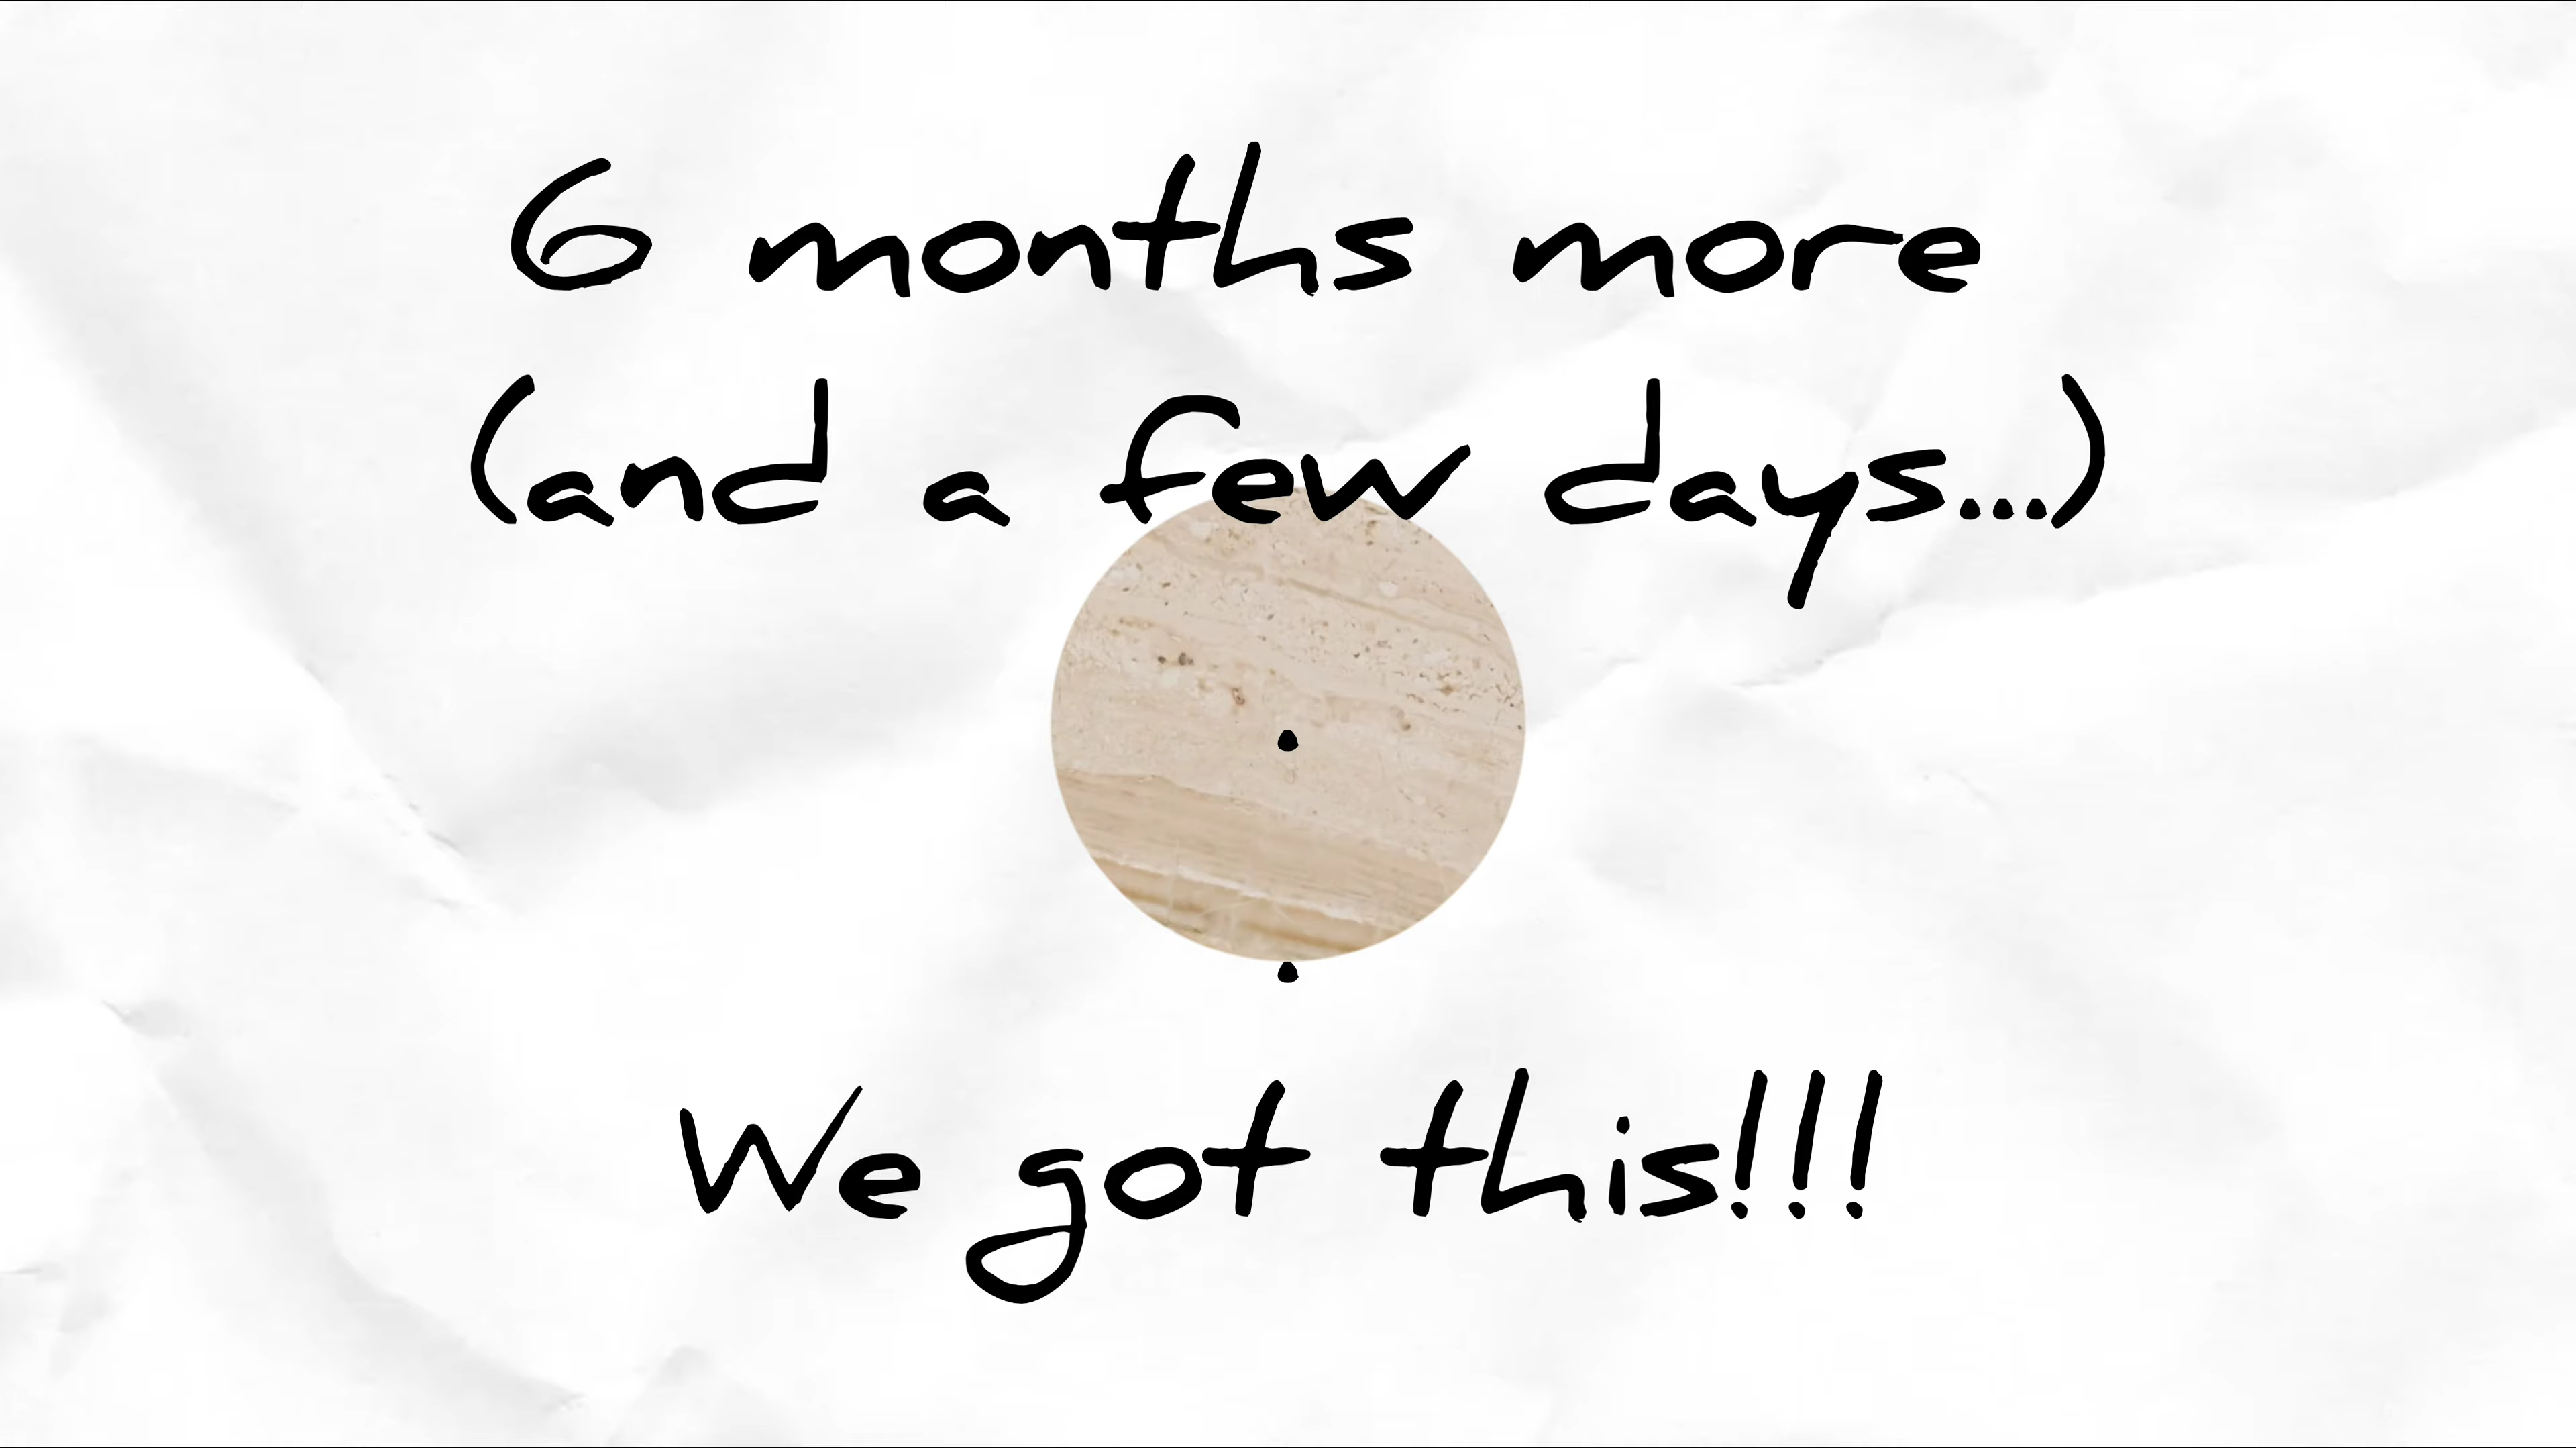 6 months more
(and a few days...)
.
.
We got this!!!